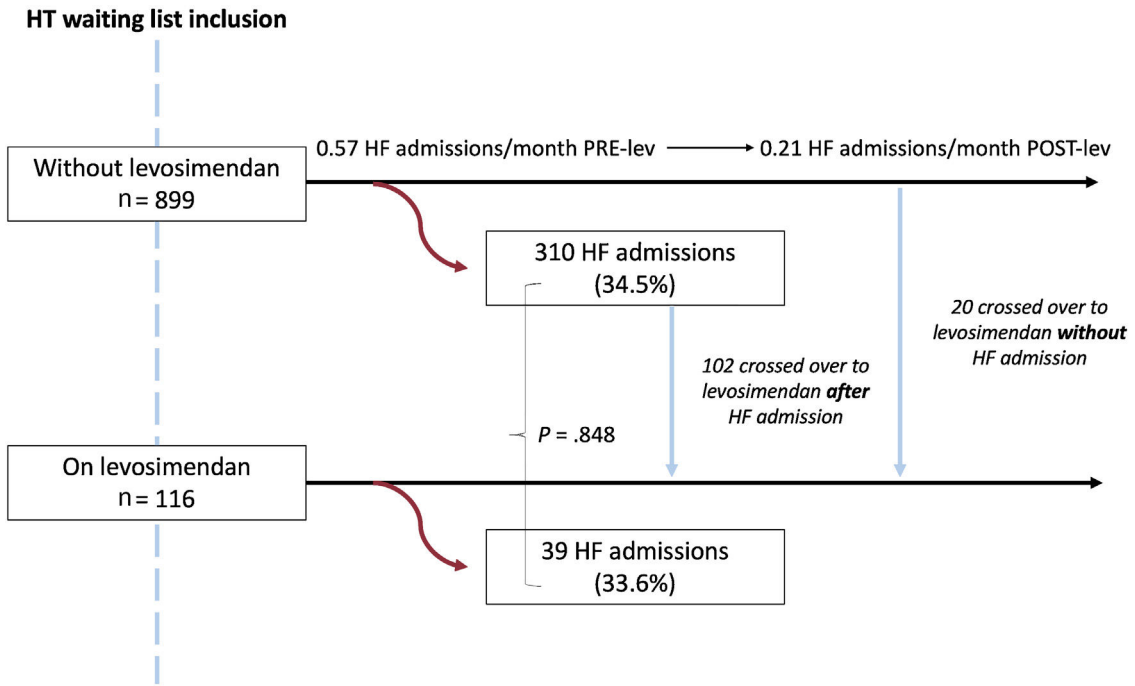 HT waiting list inclusion
Without levosimendan
n = 899
0.57 HF admissions/month PRE-lev
0.21 HF admissions/month POST-lev
310 HF admissions
(34.5%)
20 crossed over to
levosimendan without
HF admission
102 crossed over to
levosimendan after
HF admission
P = .848
On levosimendan
n = 116
39 HF admissions
(33.6%)